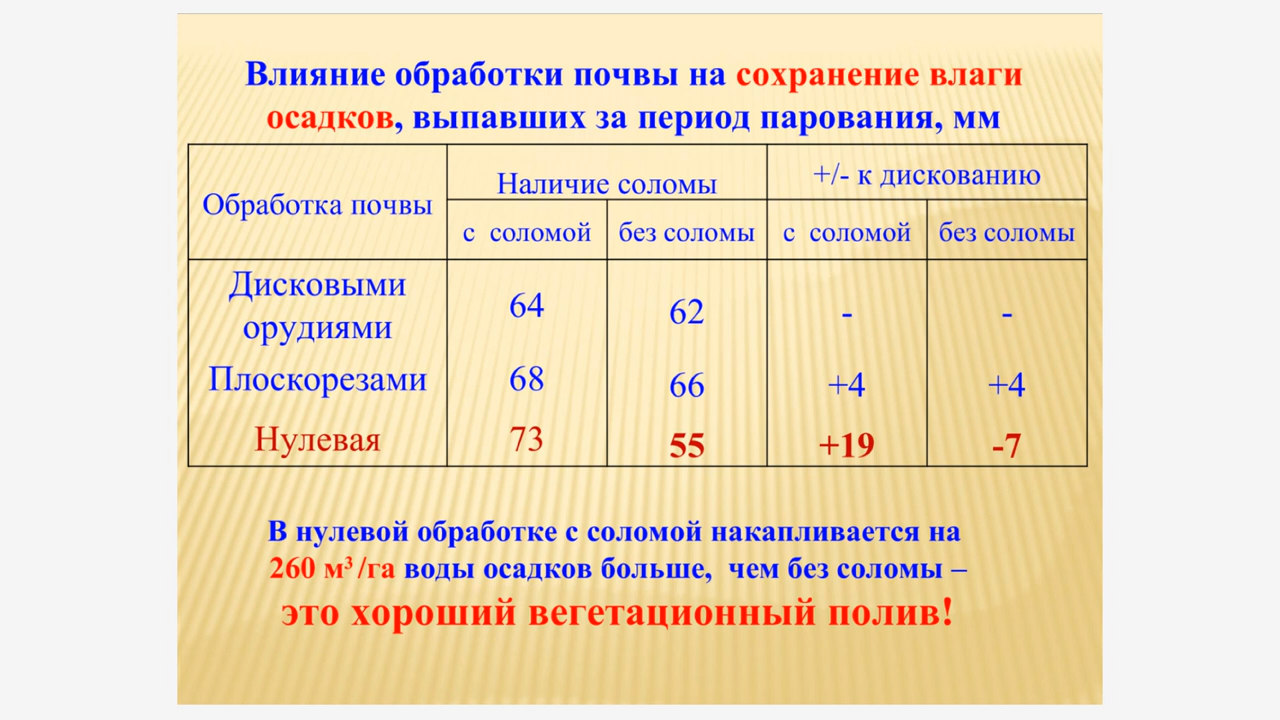 Влияние обработки почвы на сохранение влаги
осадков, выпавших за период парования, мм
Обработка почвы
Наличие соломы
+/- к дискованию
с соломой
без соломы
с соломой
без соломы
Дисковыми
орудиями
64
62
-
-
Плоскорезами
68
66
+4
+4
Нулевая
73
55
+19
-7
В нулевой обработке с соломой накапливается на
260 м³/га воды осадков больше, чем без соломы –
это хороший вегетационный полив!